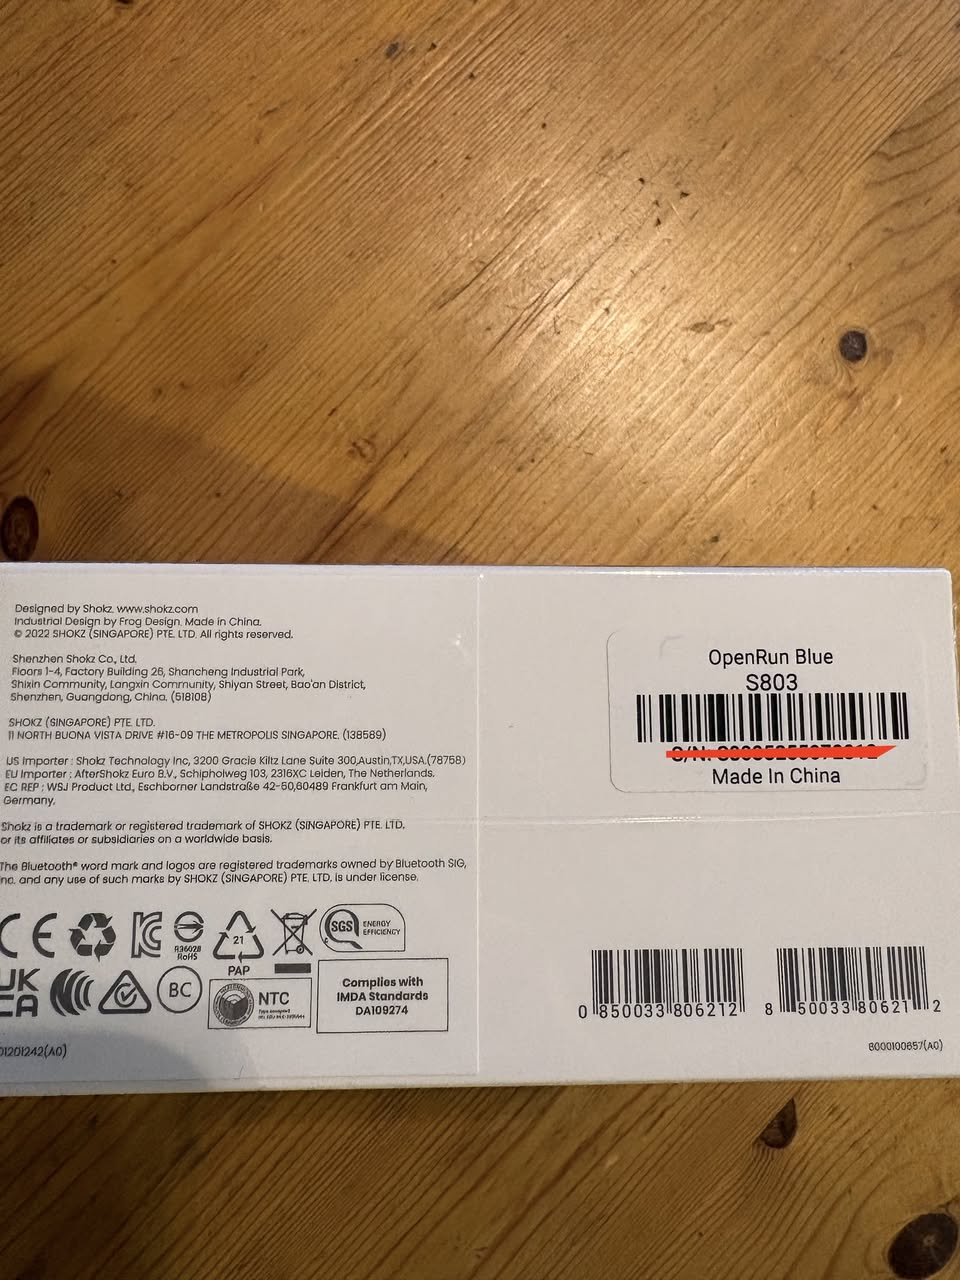 Designed by Shokz. www.shokz.com
Industrial Design by Frog Design. Made in China.
© 2022 SHOKZ (SINGAPORE) PTE. LTD. All rights reserved.
Shenzhen Shokz Co., Ltd.
Floors 1-4, Factory Building 26, Shancheng Industrial Park,
Shixin Community, Langxin Community, Shiyan Street, Bao'an District,
Shenzhen, Guangdong, China. (518108)
SHOKZ (SINGAPORE) PTE. LTD.
11 NORTH BUONA VISTA DRIVE #16-09 THE METROPOLIS SINGAPORE. (138589)
US Importer : Shokz Technology Inc, 3200 Gracie Kiltz Lane Suite 300,Austin,TX,USA.(78758)
EU Importer : AfterShokz Euro B.V., Schipholweg 103, 2316XC Leiden, The Netherlands.
EC REP : WSJ Product Ltd., Eschborner Landstraße 42-50,60489 Frankfurt am Main,
Germany,
Shokz is a trademark or registered trademark of SHOKZ (SINGAPORE) PTE. LTD.
or its affiliates or subsidiaries on a worldwide basis.
The Bluetooth® word mark and logos are registered trademarks owned by Bluetooth SIG,
Inc. and any use of such marks by SHOKZ (SINGAPORE) PTE. LTD. is under license.
CE
R36028
RoHS
21
PAP
SGS
ENERGY
EFFICIENCY
UK
CA
BC
NTC
Complies with
IMDA Standards
DA109274
01201242(A0)
OpenRun Blue
S803
Made In China
0 850033 806212
8 50033 80621 2
6000100657(A0)